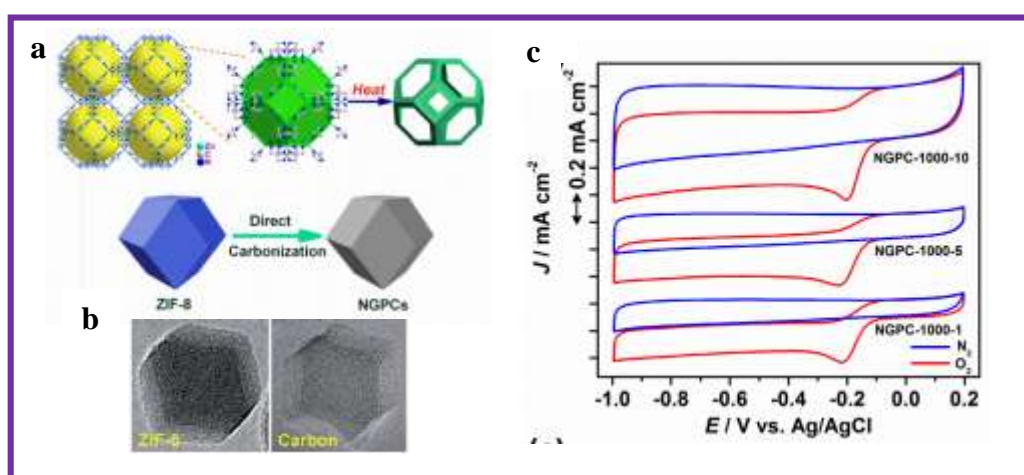 a
Heat
Direct
Carbonization
ZIF-8
NGPCs
b
ZIF-8
Carbon
c
J / mA cm⁻²
0.2 mA cm⁻²
NGPC-1000-10
NGPC-1000-5
NGPC-1000-1
N₂
O₂
-1.0 -0.8 -0.6 -0.4 -0.2 0.0 0.2
E / V vs. Ag/AgCl